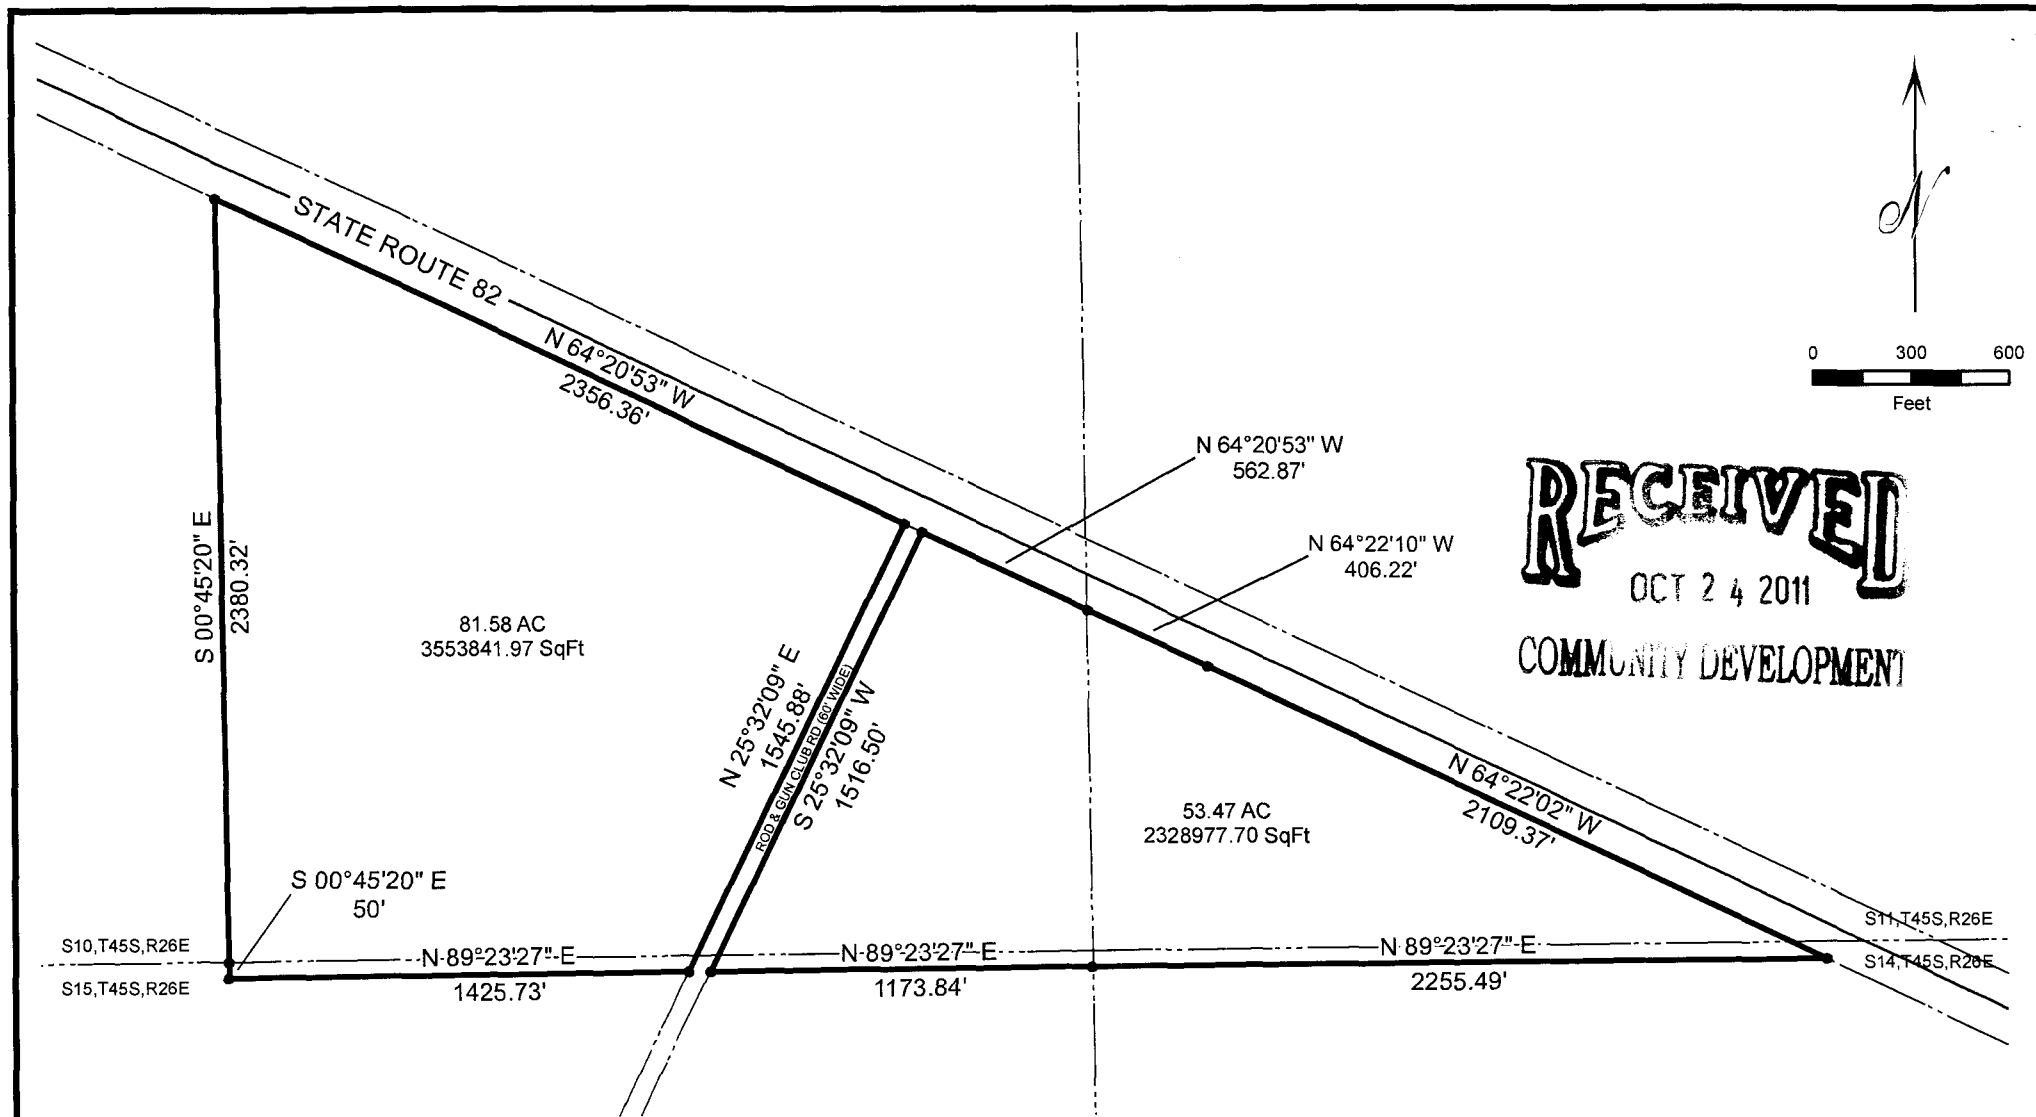 STATE ROUTE 82
N 64°20'53" W
2356.36'
N
0 300 600
Feet
N 64°20'53" W
562.87'
N 64°22'10" W
406.22'
RECEIVED
OCT 2 4 2011
COMMUNITY DEVELOPMENT
S 00°45'20" E
2380.32'
81.58 AC
3553841.97 SqFt
N 25°32'09" E
1545.88'
ROD & GUN CLUB RD (60' WIDE)
S 25°32'09" W
1516.50'
53.47 AC
2328977.70 SqFt
N 64°22'02" W
2109.37'
S 00°45'20" E
50'
S10,T45S,R26E
S15,T45S,R26E
N 89°23'27" E
1425.73'
N 89°23'27" E
1173.84'
N 89°23'27" E
2255.49'
S11,T45S,R26E
S14,T45S,R26E